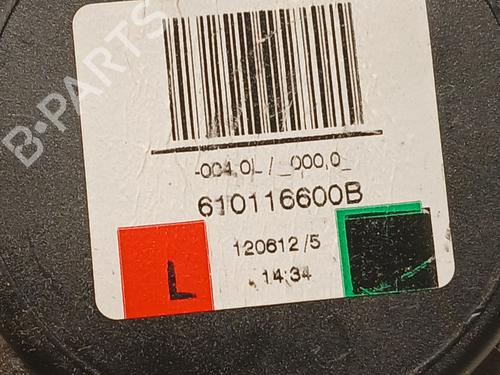 B-PARTS
-004,0L / _000,0_
610116600B
120612 /5
14:34
L